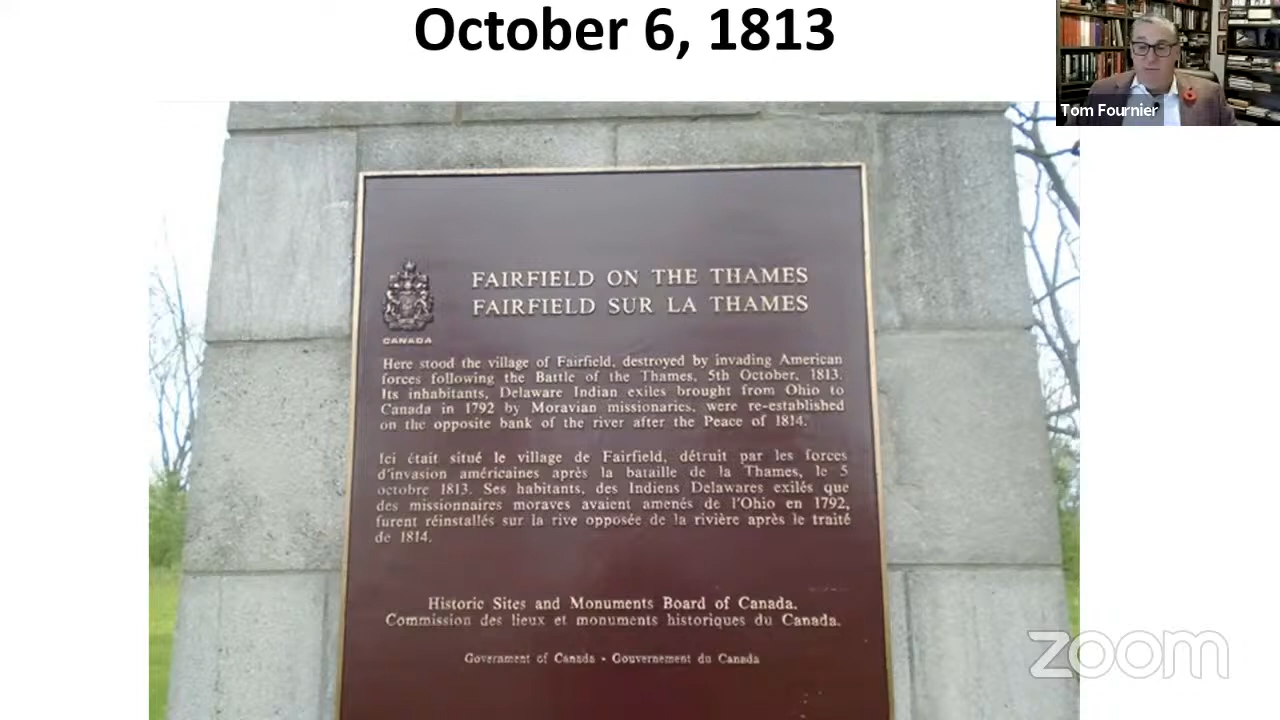 October 6, 1813
Tom Fournier
FAIRFIELD ON THE THAMES
FAIRFIELD SUR LA THAMES
CANADA
Here stood the village of Fairfield, destroyed by invading American
forces following the Battle of the Thames, 5th October, 1813.
Its inhabitants, Delaware Indian exiles brought from Ohio to
Canada in 1792 by Moravian missionaries, were re-established
on the opposite bank of the river after the Peace of 1814.
Ici était situé le village de Fairfield, détruit par les forces
d'invasion américaines après la bataille de la Thames, le 5
octobre 1813. Ses habitants, des Indiens Delawares exilés que
des missionnaires moraves avaient amenés de l'Ohio en 1792,
furent réinstallés sur la rive opposée de la rivière après le traité
de 1814.
Historic Sites and Monuments Board of Canada.
Commission des lieux et monuments historiques du Canada.
Government of Canada - Gouvernement du Canada
zoom